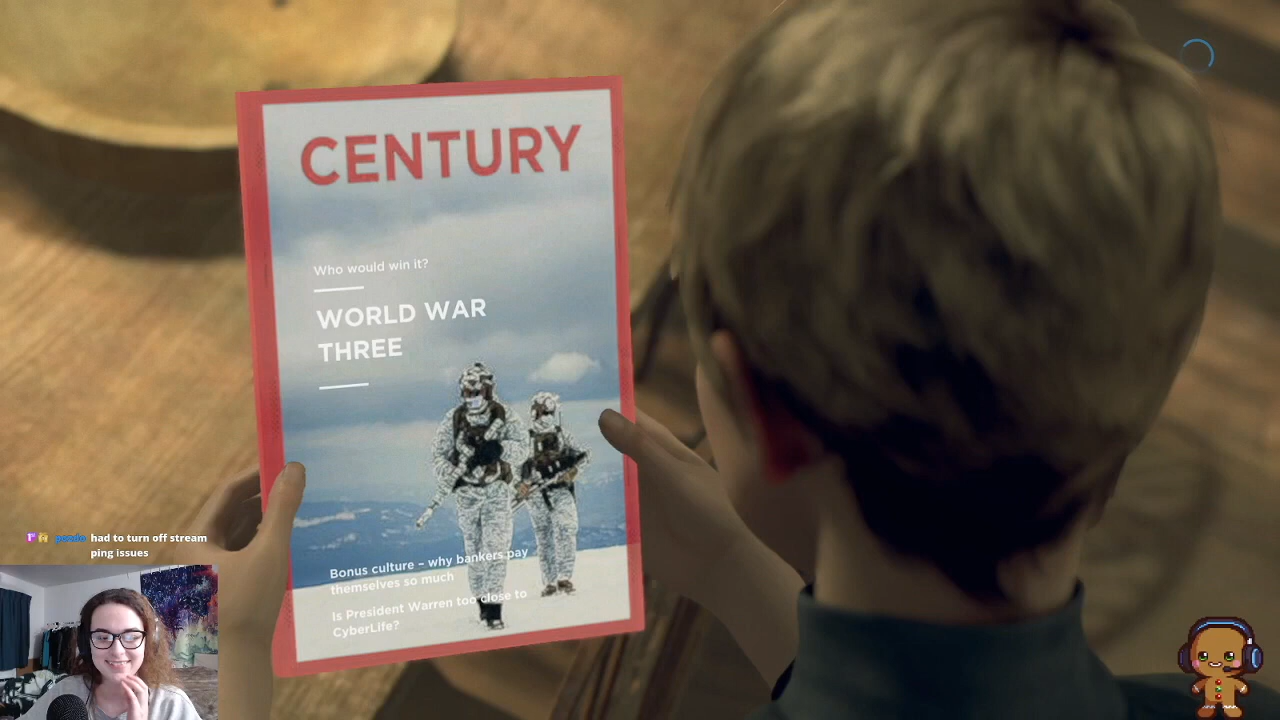 CENTURY
Who would win it?
WORLD WAR
THREE
Bonus culture – why bankers pay
themselves so much
Is President Warren too close to
CyberLife?
had to turn off stream
ping issues